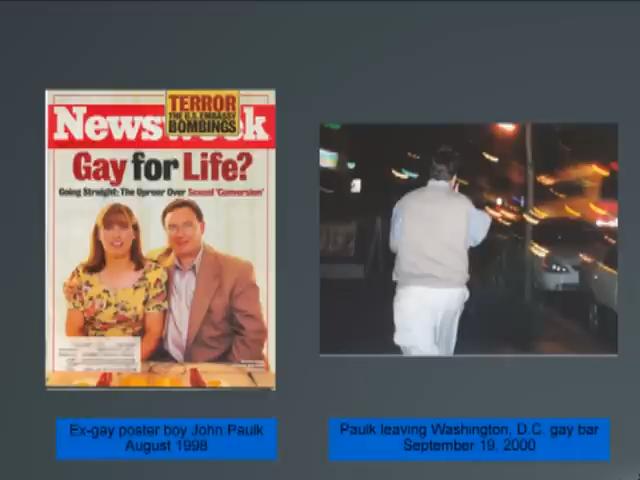 TERROR
THE U.S. EMBASSY
BOMBINGS
Newsweek
Gay for Life?
Going Straight: The Uproar Over Sexual 'Conversion'
Ex-gay poster boy John Paulk
August 1998
Paulk leaving Washington, D.C. gay bar
September 19, 2000